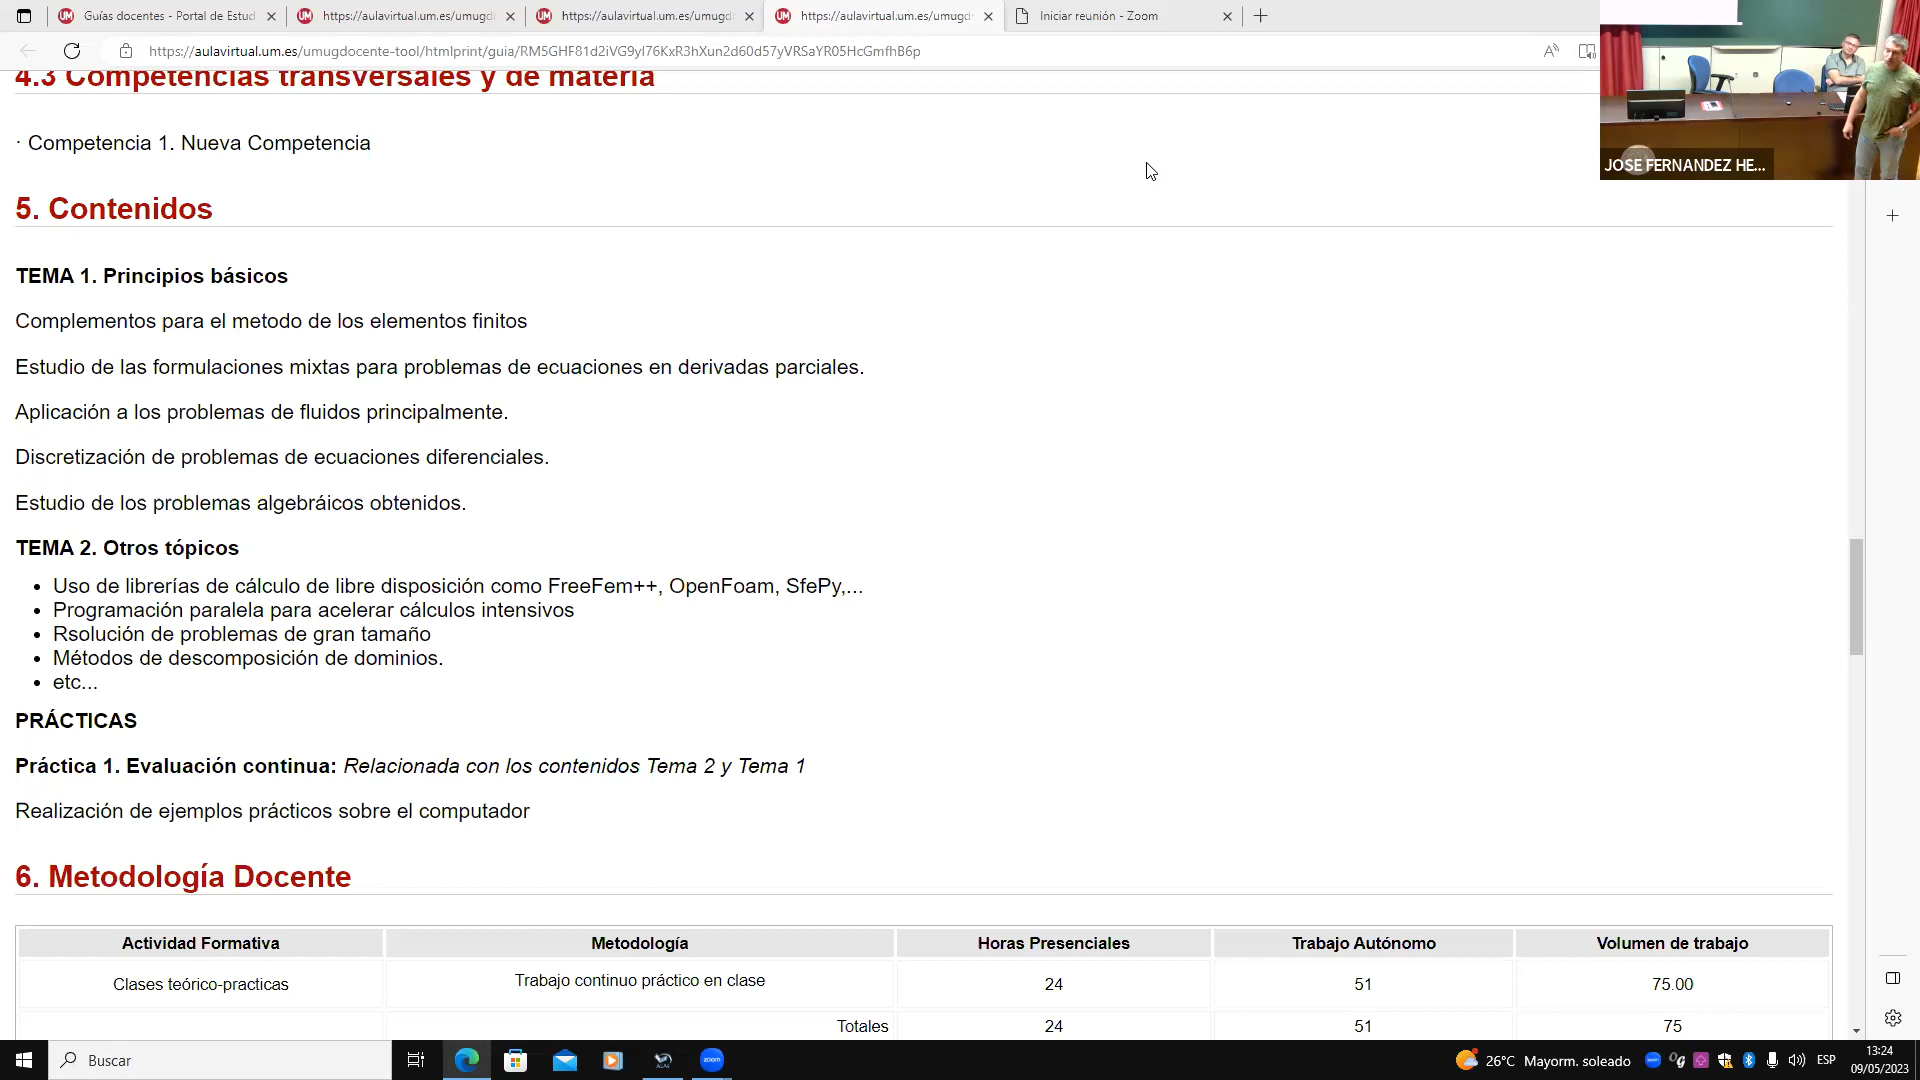 Guías docentes - Portal de Estud
https://aulavirtual.um.es/umugd
https://aulavirtual.um.es/umugd
https://aulavirtual.um.es/umugd
Iniciar reunión - Zoom
https://aulavirtual.um.es/umugdocente-tool/htmlprint/guia/RM5GHF81d2iVG9yl76KxR3hXun2d60d57yVRSaYR05HcGmfhB6p
JOSE FERNANDEZ HE...
4.3 Competencias transversales y de materia
· Competencia 1. Nueva Competencia
5. Contenidos
TEMA 1. Principios básicos
Complementos para el metodo de los elementos finitos
Estudio de las formulaciones mixtas para problemas de ecuaciones en derivadas parciales.
Aplicación a los problemas de fluidos principalmente.
Discretización de problemas de ecuaciones diferenciales.
Estudio de los problemas algebráicos obtenidos.
TEMA 2. Otros tópicos
• Uso de librerías de cálculo de libre disposición como FreeFem++, OpenFoam, SfePy,...
• Programación paralela para acelerar cálculos intensivos
• Rsolución de problemas de gran tamaño
• Métodos de descomposición de dominios.
• etc...
PRÁCTICAS
Práctica 1. Evaluación continua: Relacionada con los contenidos Tema 2 y Tema 1
Realización de ejemplos prácticos sobre el computador
6. Metodología Docente
Actividad Formativa Metodología Horas Presenciales Trabajo Autónomo Volumen de trabajo
Clases teórico-practicas Trabajo continuo práctico en clase 24 51 75.00
Totales 24 51 75
Buscar
26°C Mayorm. soleado
ESP
13:24
09/05/2023